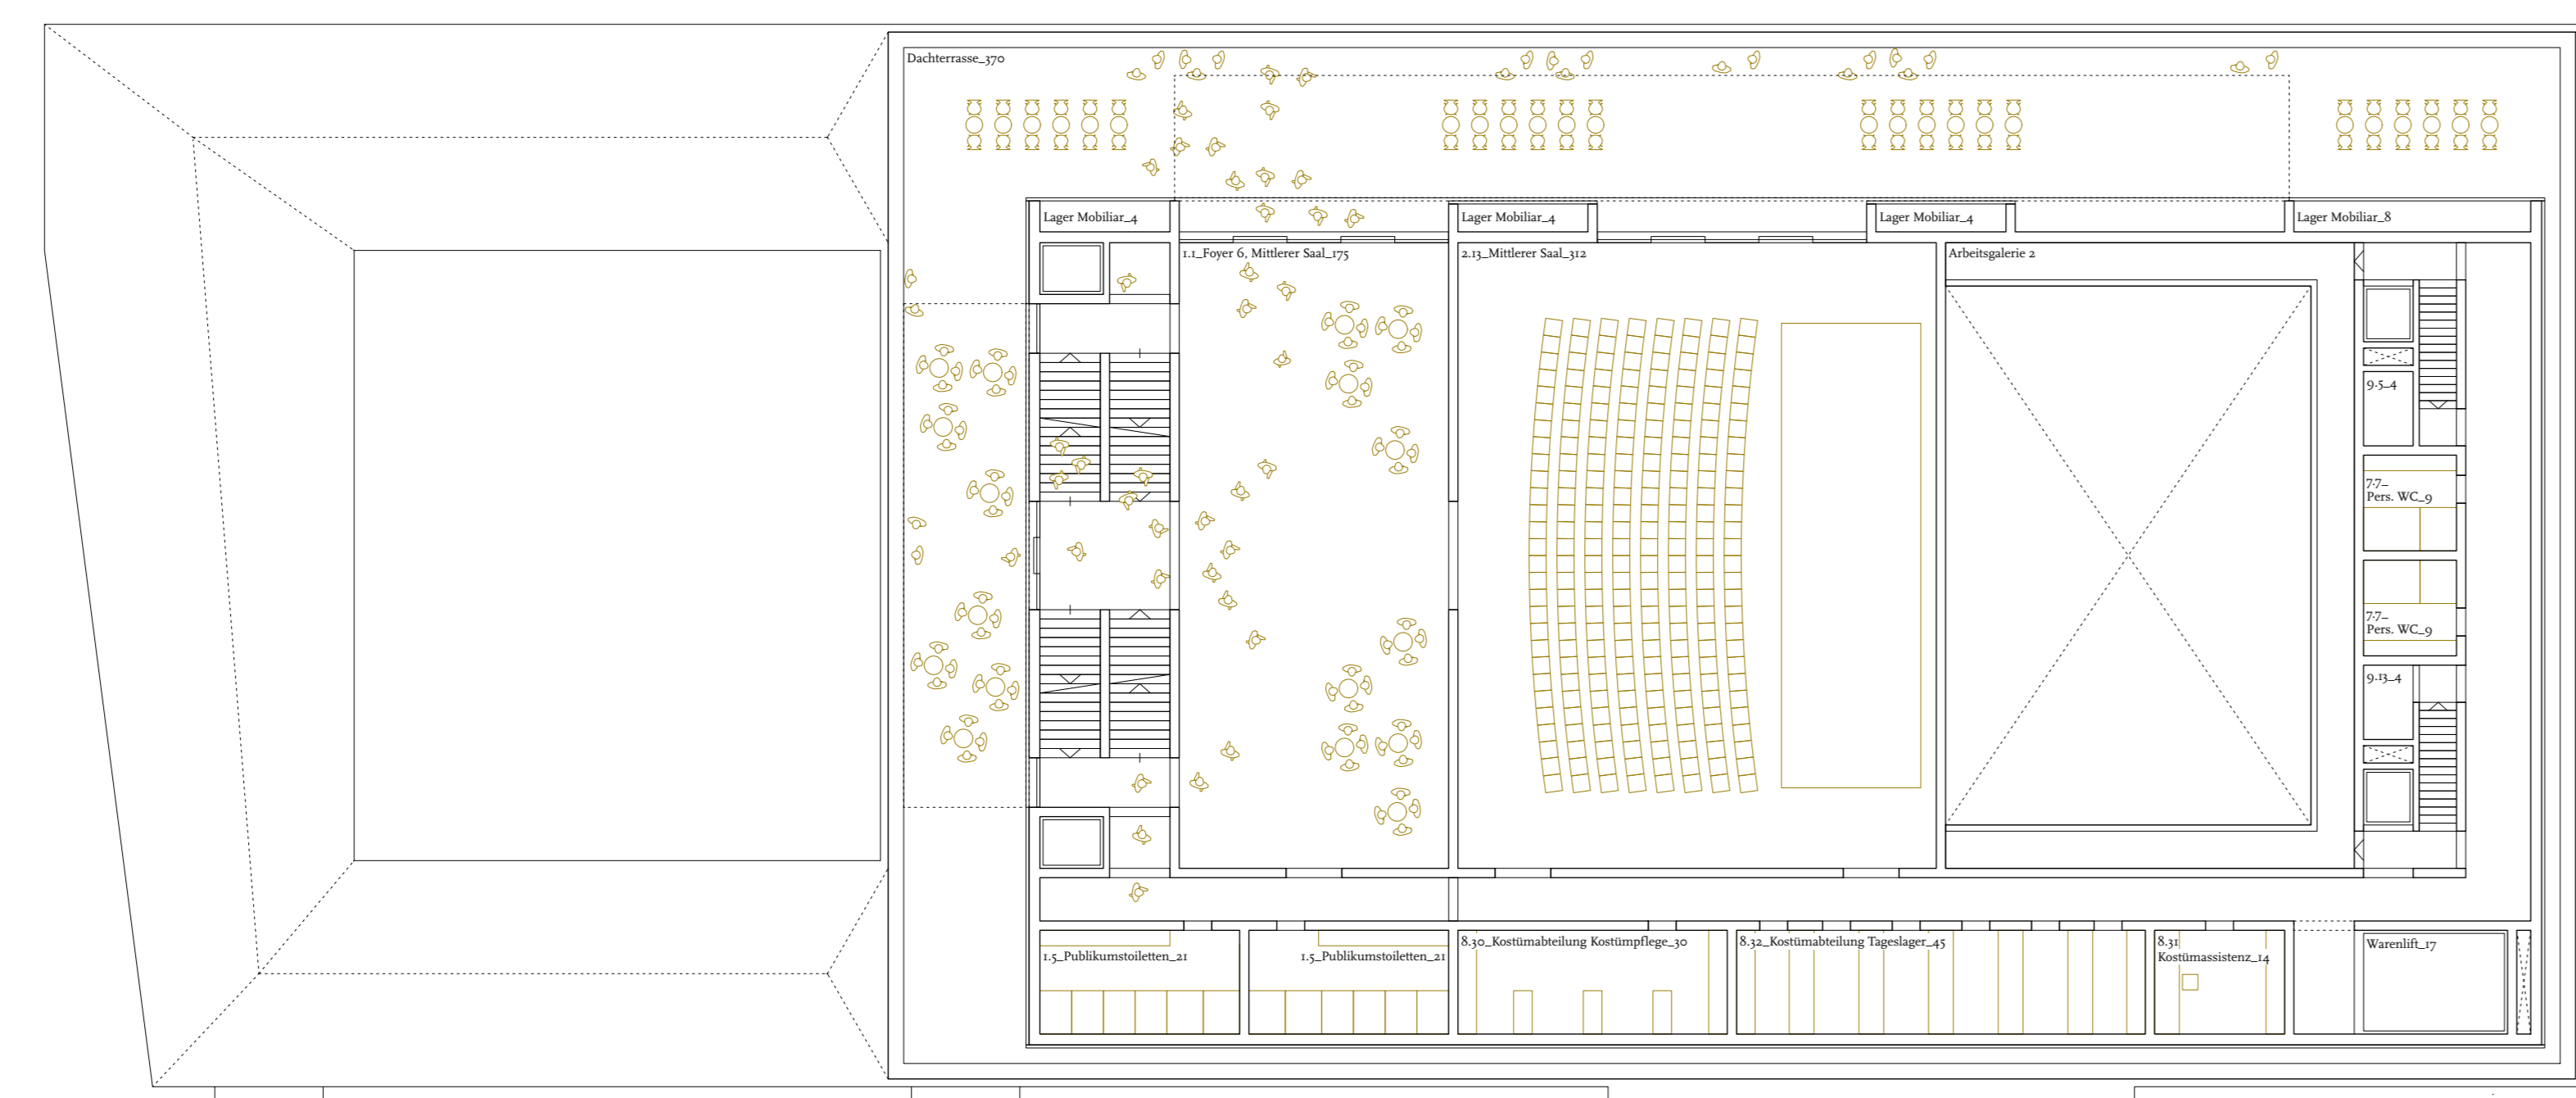 Dachterrasse_370
Lager Mobiliar_4
Lager Mobiliar_4
Lager Mobiliar_4
Lager Mobiliar_8
1.1_Foyer 6, Mittlerer Saal_175
2.13_Mittlerer Saal_312
Arbeitsgalerie 2
9.5_4
7.7_
Pers. WC_9
7.7_
Pers. WC_9
9.13_4
1.5_Publikumstoiletten_21
1.5_Publikumstoiletten_21
8.30_Kostümabteilung Kostümpflege_30
8.32_Kostümabteilung Tageslager_45
8.31
Kostümassistenz_14
Warenlift_17